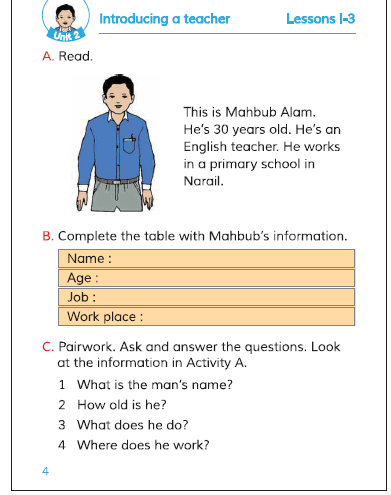 Introducing a teacher Lessons 1-3
Unit 2
A. Read.
This is Mahbub Alam.
He's 30 years old. He's an
English teacher. He works
in a primary school in
Narail.
B. Complete the table with Mahbub's information.
Name :
Age :
Job :
Work place :
C. Pairwork. Ask and answer the questions. Look
at the information in Activity A.
1 What is the man's name?
2 How old is he?
3 What does he do?
4 Where does he work?
4